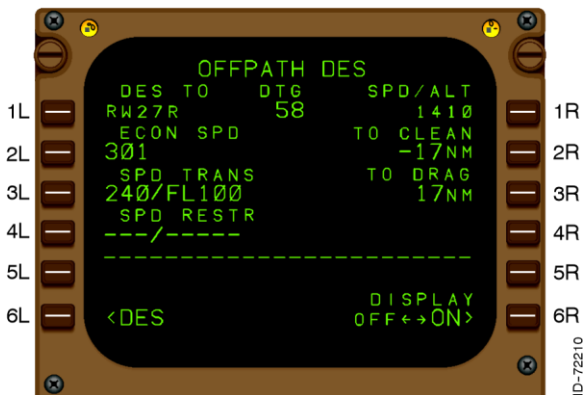 OFFPATH DES
DES TO DTG SPD/ALT
1L RW27R 58 1410 1R
ECON SPD TO CLEAN
2L 301 -17NM 2R
SPD TRANS TO DRAG
3L 240/FL100 17NM 3R
SPD RESTR
4L ---/----- 4R
5L ------------------------ 5R
DISPLAY
6L <DES OFF←→ON> 6R
ID-72210